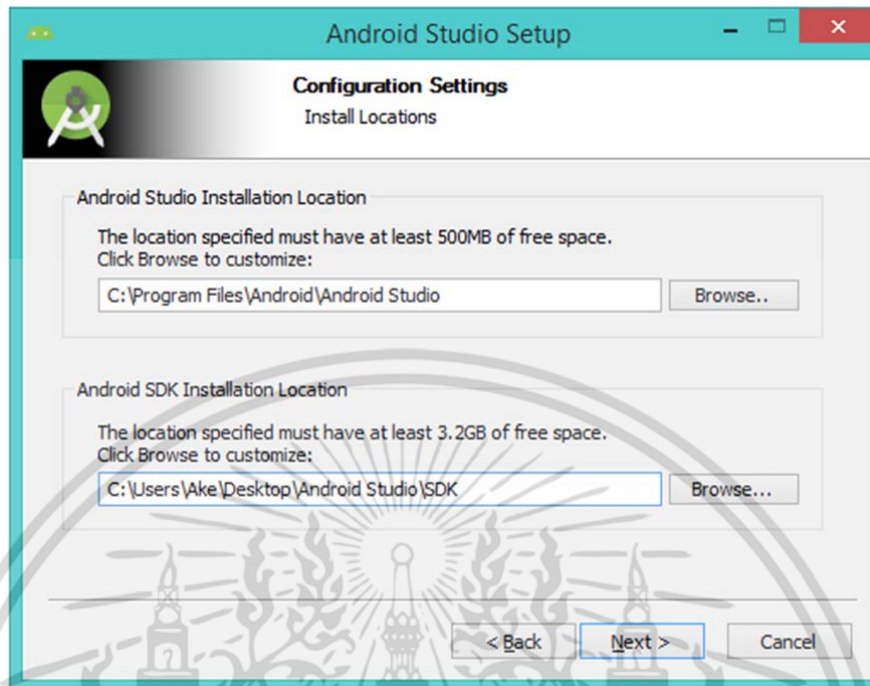 Android Studio Setup
Configuration Settings
Install Locations
Android Studio Installation Location
The location specified must have at least 500MB of free space.
Click Browse to customize:
C:\Program Files\Android\Android Studio
Browse..
Android SDK Installation Location
The location specified must have at least 3.2GB of free space.
Click Browse to customize:
C:\Users\Ake\Desktop\Android Studio\SDK
Browse...
< Back
Next >
Cancel